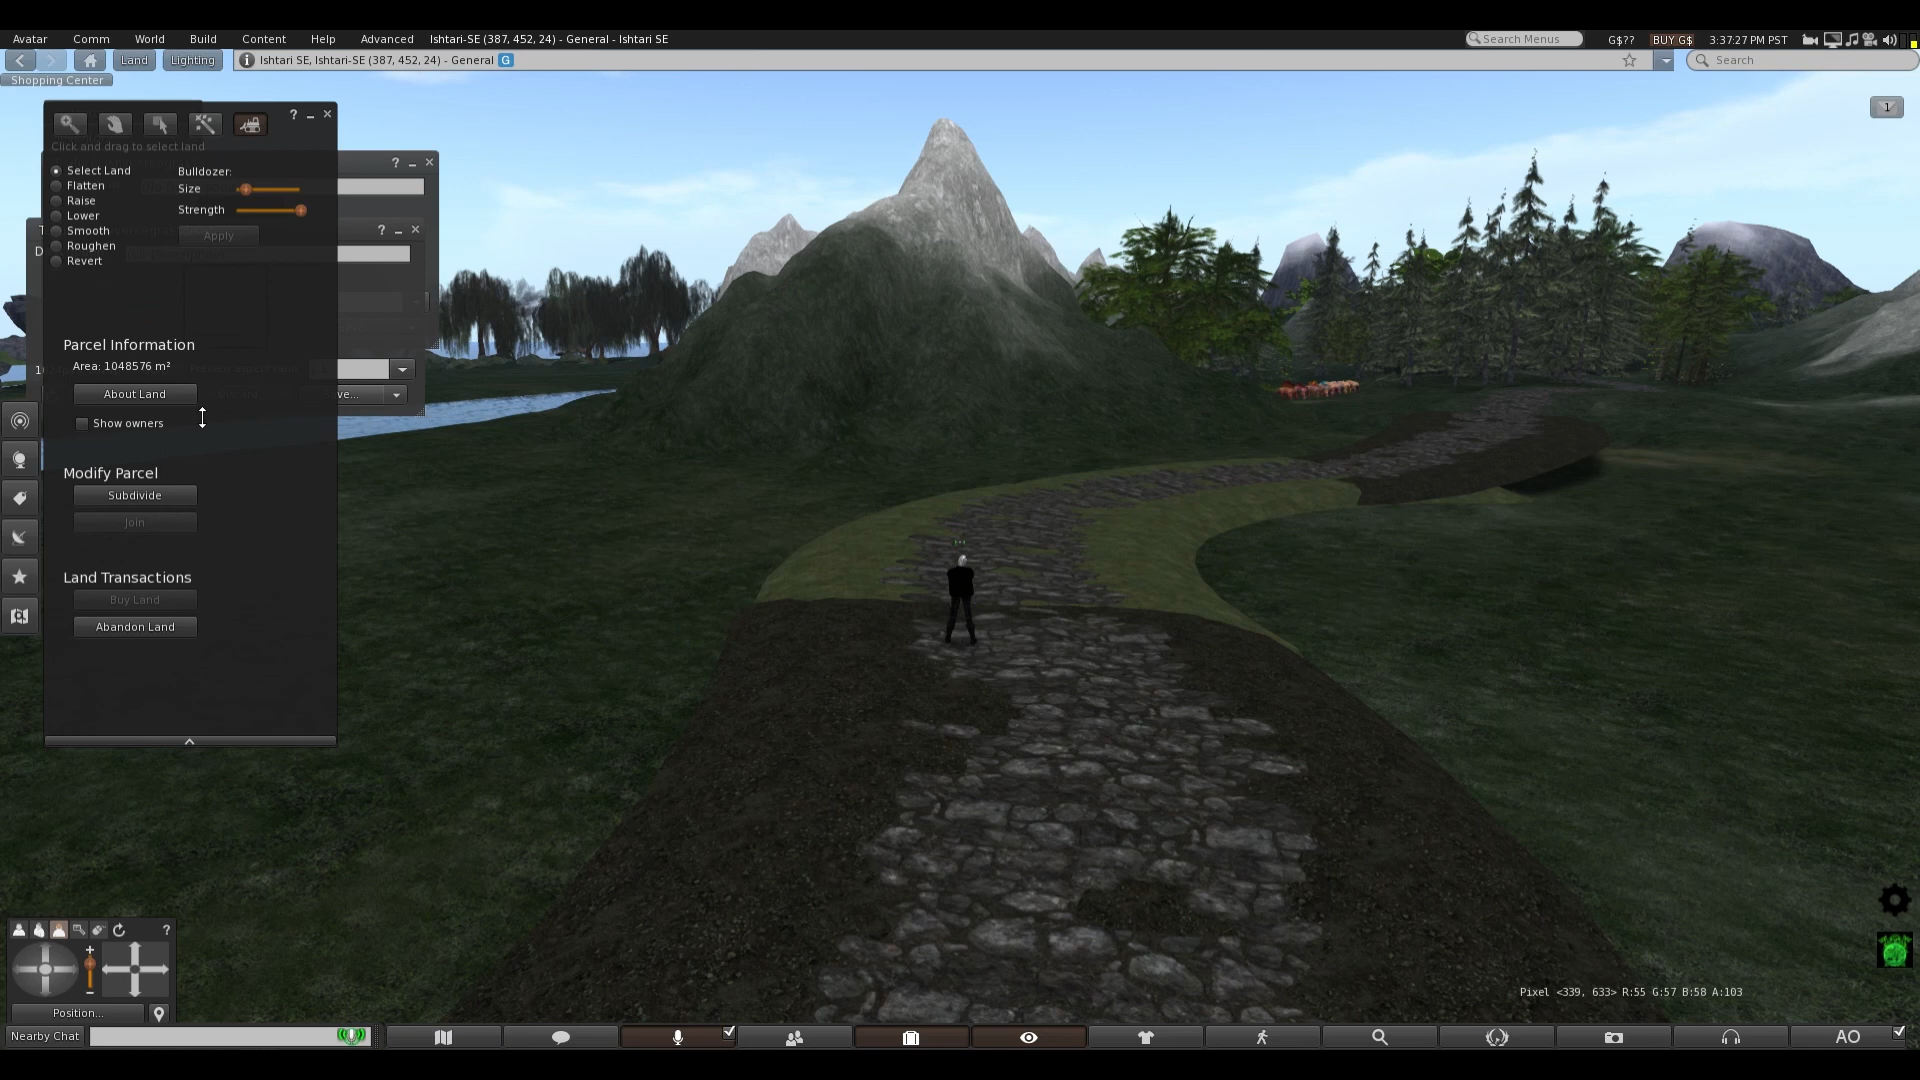 Avatar Comm World Build Content Help Advanced Ishtari-SE (387, 452, 24) - General - Ishtari SE Search Menus G$?? BUY G$ 3:37:27 PM PST
Land Lighting Ishtari SE, Ishtari-SE (387, 452, 24) - General G Search
Shopping Center
1
? _ ×
Click and drag to select land
Select Land
Flatten
Raise
Lower
Smooth
Roughen
Revert
Bulldozer:
Size
Strength
Apply
Parcel Information
Area: 1048576 m²
About Land
ve...
Show owners
Modify Parcel
Subdivide
Join
Land Transactions
Buy Land
Abandon Land
?
Position...
Pixel <339, 633> R:55 G:57 B:58 A:103
Nearby Chat
AO